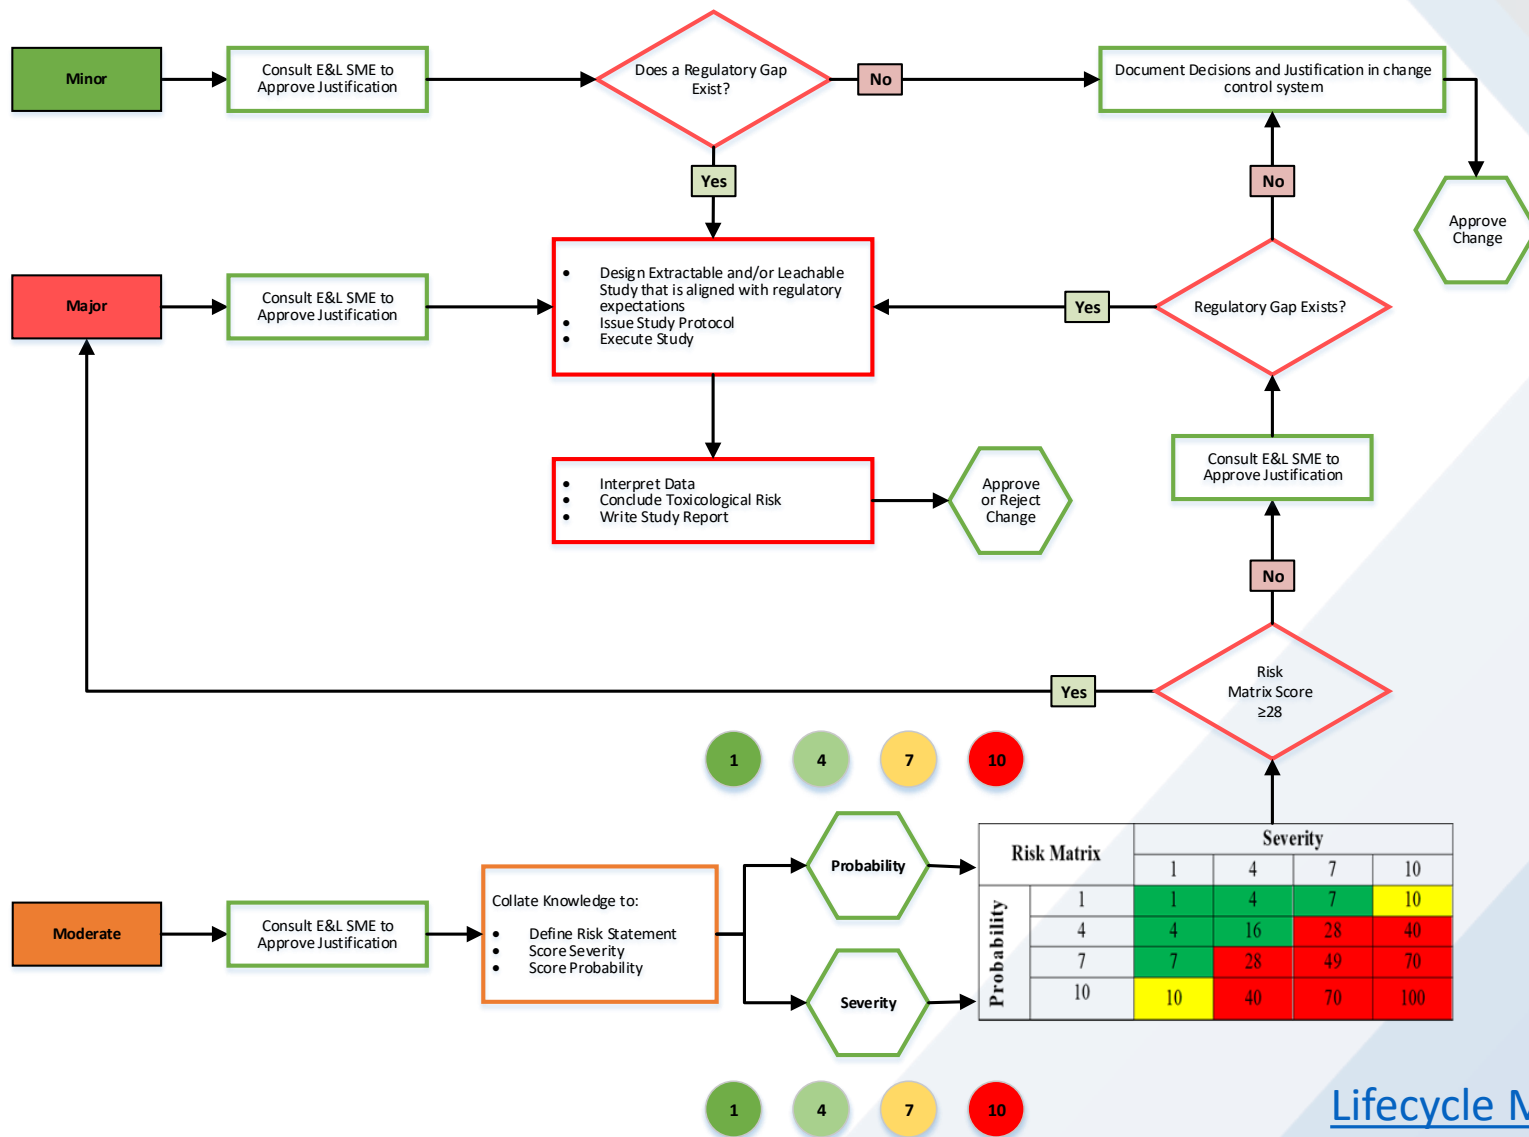 Minor
Consult E&L SME to
Approve Justification
Does a Regulatory Gap
Exist?
No
Document Decisions and Justification in change
control system
Yes
No
Approve
Change
Major
Consult E&L SME to
Approve Justification
• Design Extractable and/or Leachable
Study that is aligned with regulatory
expectations
• Issue Study Protocol
• Execute Study
Yes
Regulatory Gap Exists?
• Interpret Data
• Conclude Toxicological Risk
• Write Study Report
Approve
or Reject
Change
Consult E&L SME to
Approve Justification
No
Yes
Risk
Matrix Score
≥28
1 4 7 10
Moderate
Consult E&L SME to
Approve Justification
Collate Knowledge to:
• Define Risk Statement
• Score Severity
• Score Probability
Probability
Severity
Risk Matrix
Severity
1 4 7 10
Probability
1 1 4 7 10
4 4 16 28 40
7 7 28 49 70
10 10 40 70 100
1 4 7 10
Lifecycle M